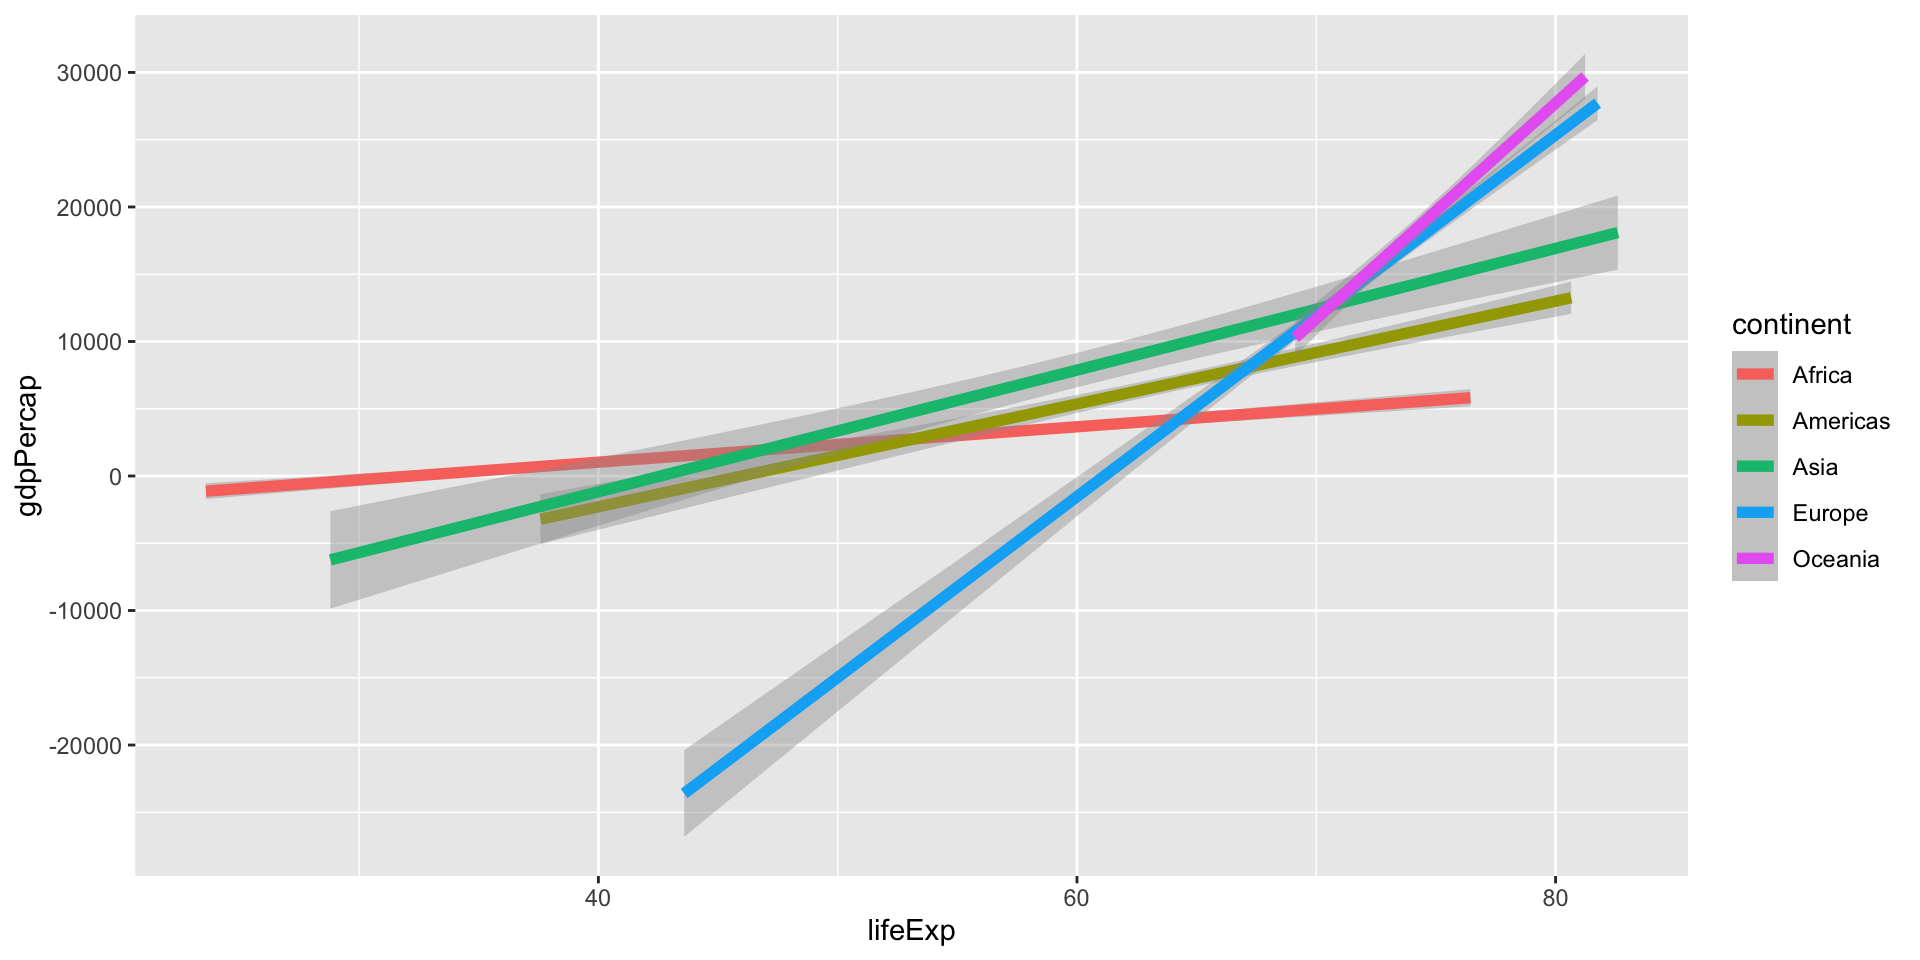 30000
20000
10000
0
-10000
-20000
gdpPercap
40
60
80
lifeExp
continent
Africa
Americas
Asia
Europe
Oceania